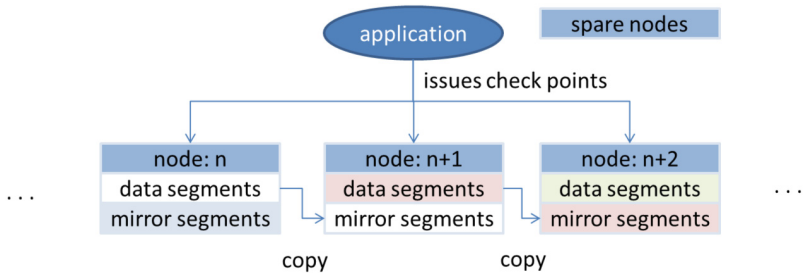 application
spare nodes
issues check points
node: n
node: n+1
node: n+2
data segments
data segments
data segments
mirror segments
mirror segments
mirror segments
. . .
. . .
copy
copy